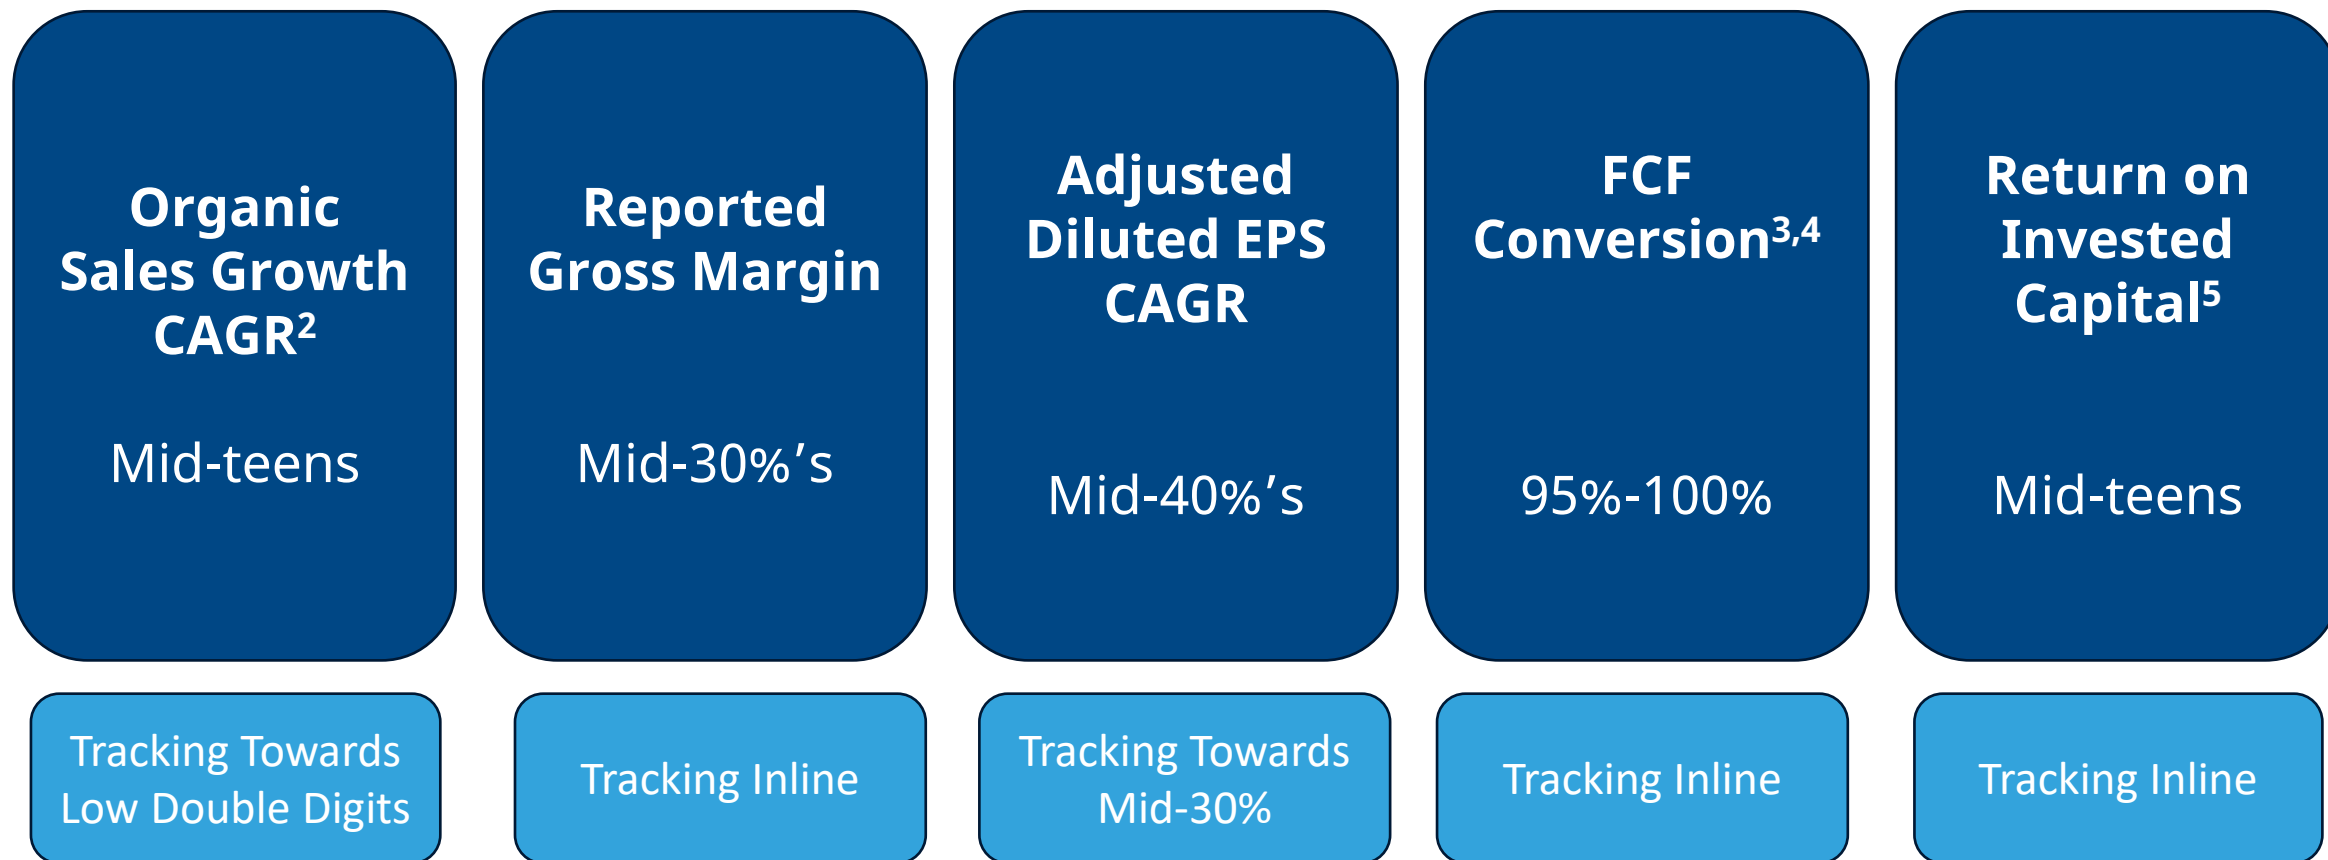 Organic
Sales Growth
CAGR²
Mid-teens
Reported
Gross Margin
Mid-30%’s
Adjusted
Diluted EPS
CAGR
Mid-40%’s
FCF
Conversion³,⁴
95%-100%
Return on
Invested
Capital⁵
Mid-teens
Tracking Towards
Low Double Digits
Tracking Inline
Tracking Towards
Mid-30%
Tracking Inline
Tracking Inline